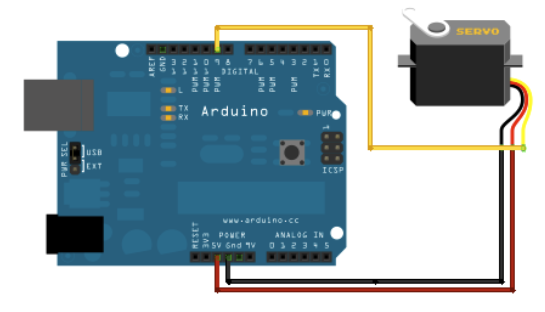 SERVO
AREF
GND
13
12
11
10
9
8
7
6
5
4
3
2
1
0
PWM
PWM
PWM
PWM
PWM
PWM
TX
RX
DIGITAL
L
TX
RX
Arduino
PWR
1
ICSP
PWR SEL
USB
EXT
www.arduino.cc
RESET
3V3
5V
Gnd
9V
POWER
ANALOG IN
0 1 2 3 4 5